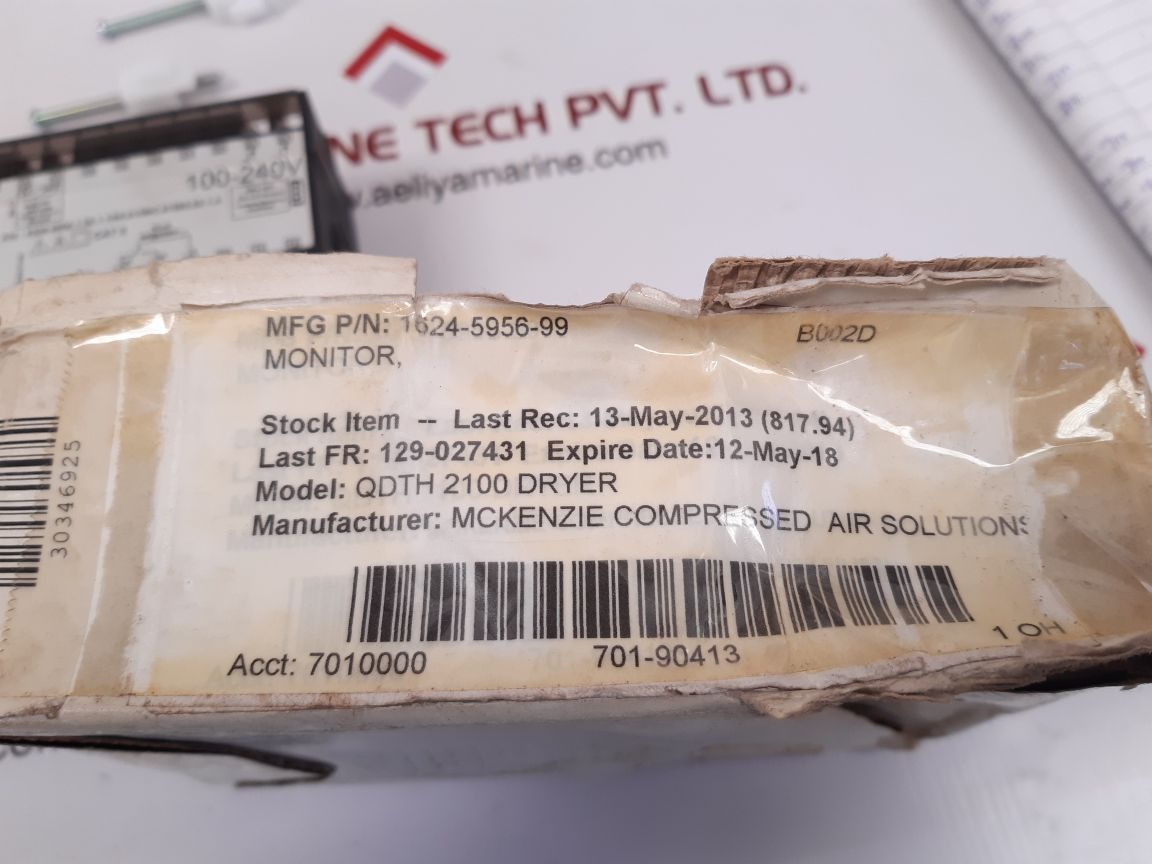 NE TECH PVT. LTD.
w.aeliyamarine.com
100-240V
MFG P/N: 1624-5956-99
B002D
MONITOR,
Stock Item -- Last Rec: 13-May-2013 (817.94)
Last FR: 129-027431 Expire Date:12-May-18
Model: QDTH 2100 DRYER
Manufacturer: MCKENZIE COMPRESSED AIR SOLUTIONS
30346925
1 OH
Acct: 7010000 701-90413